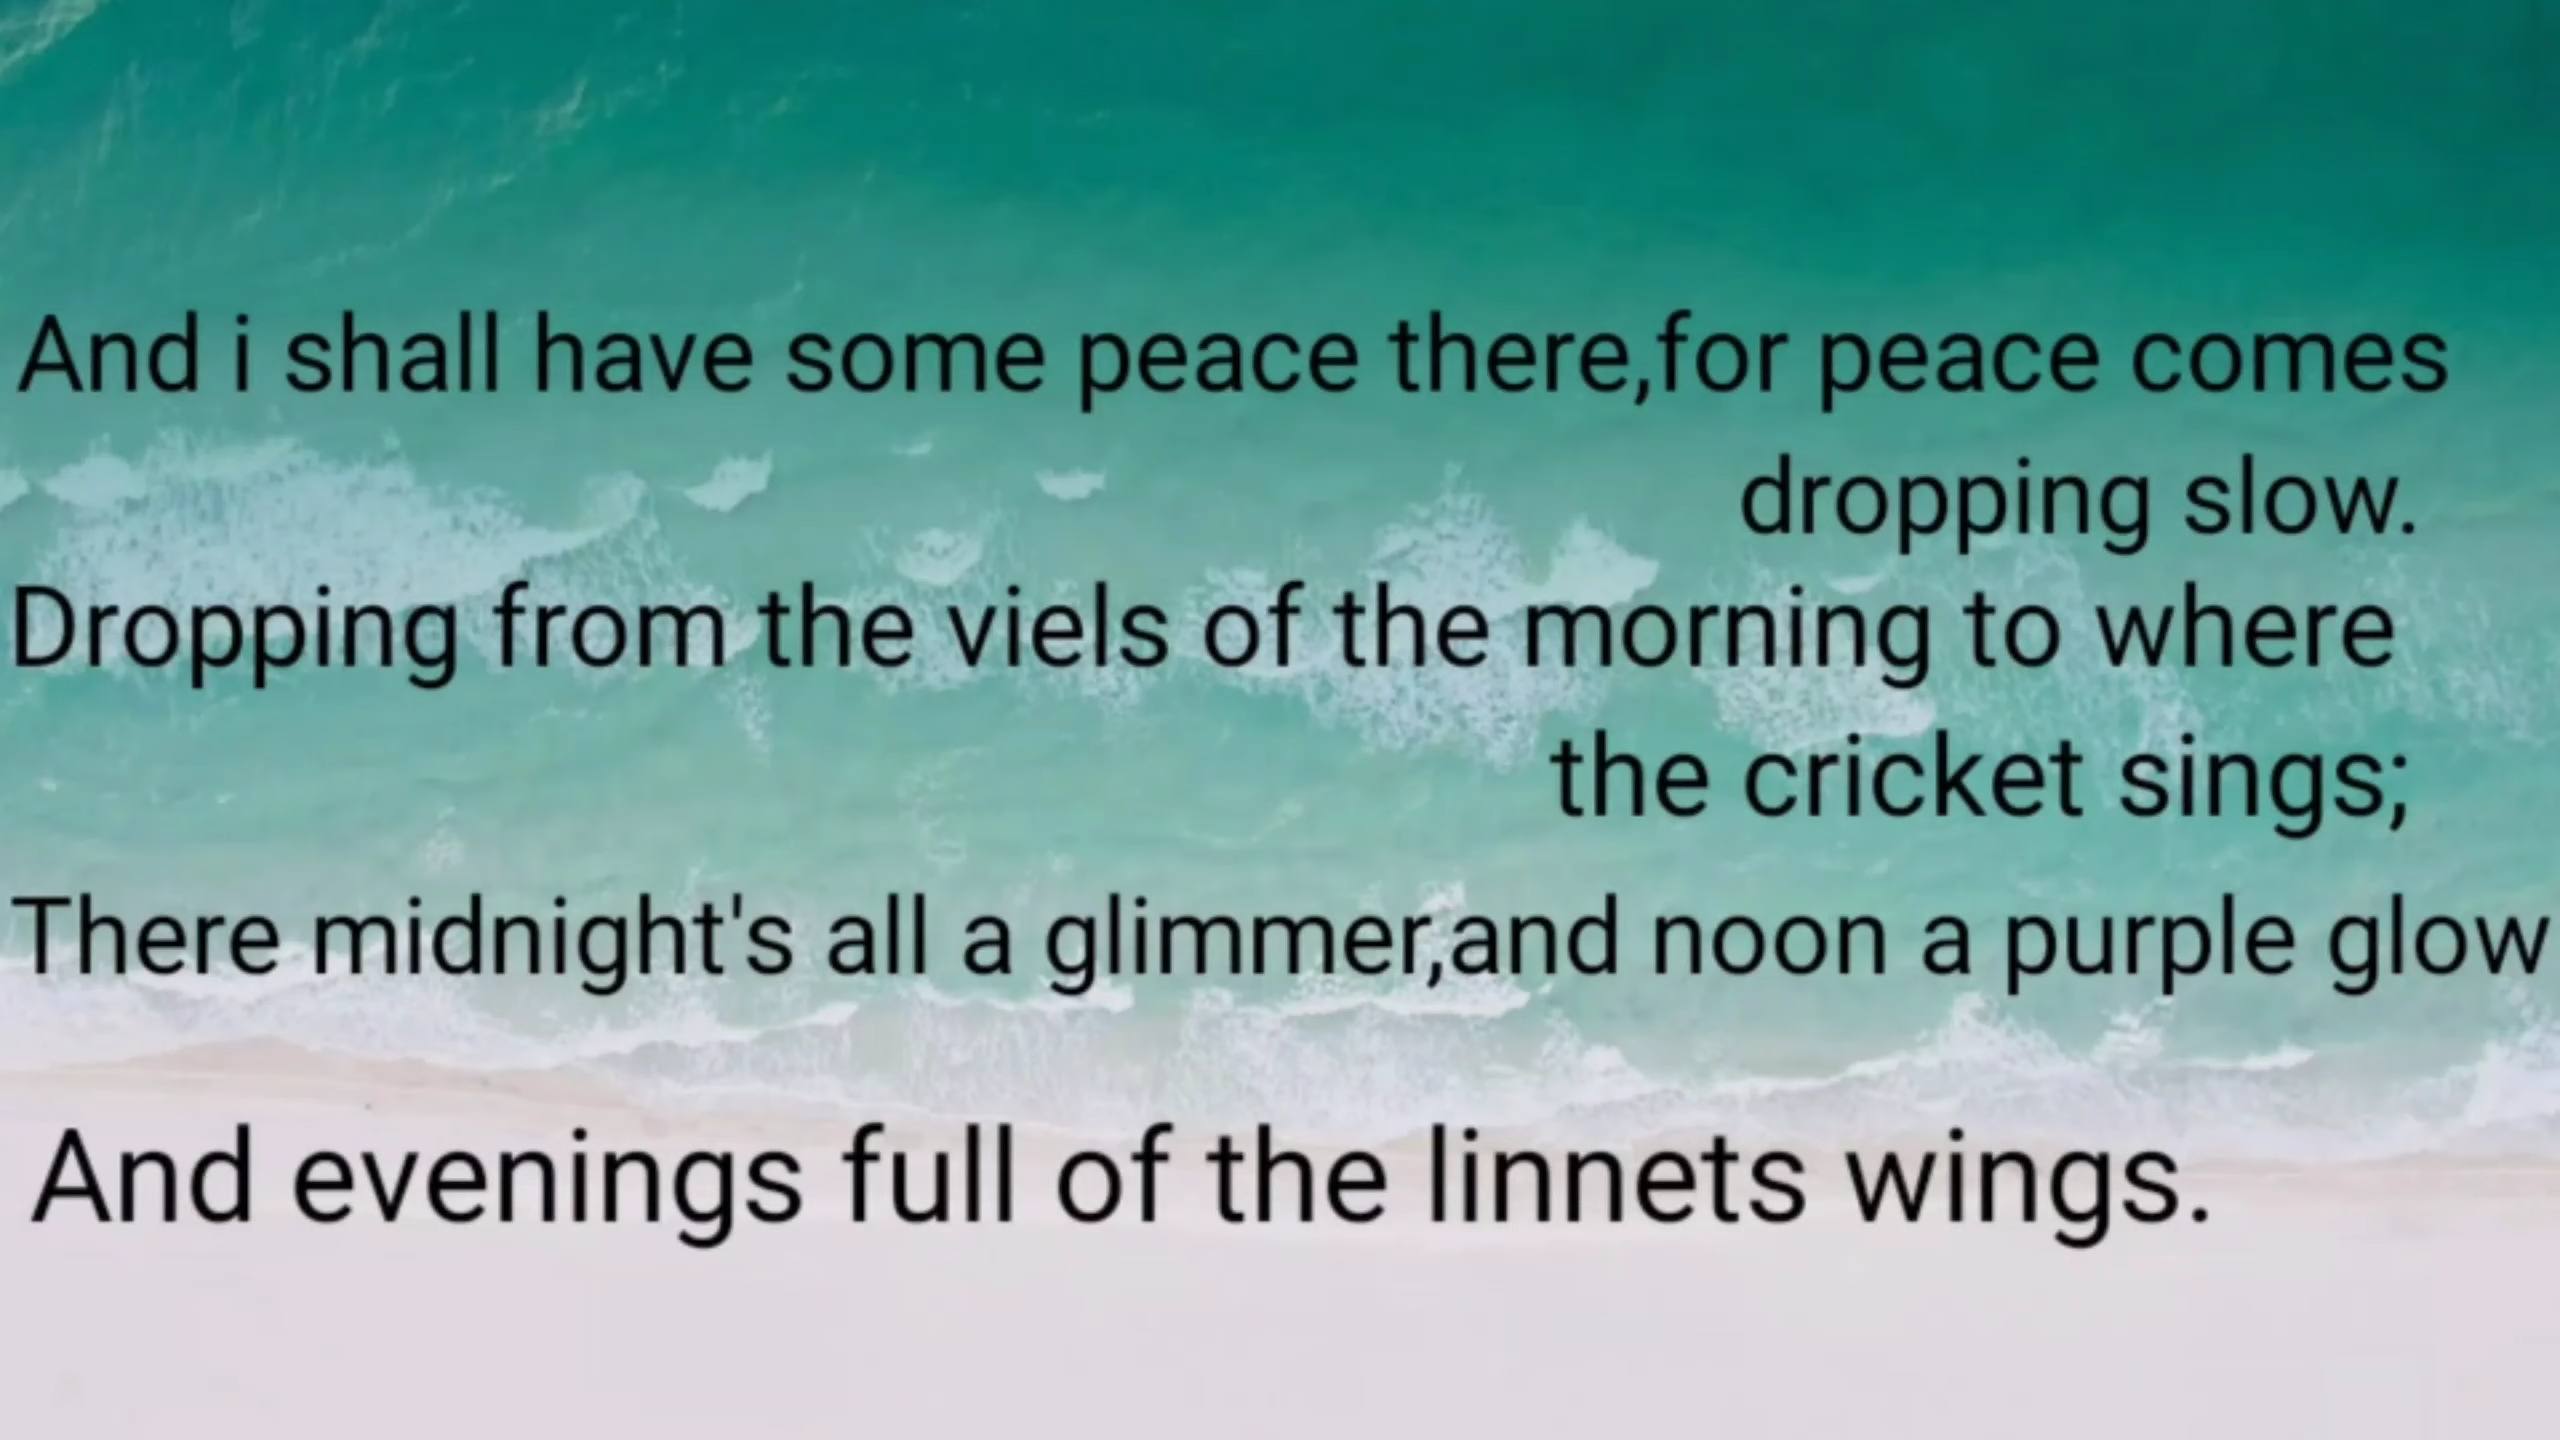 And i shall have some peace there,for peace comes
dropping slow.
Dropping from the viels of the morning to where
the cricket sings;
There midnight's all a glimmer,and noon a purple glow
And evenings full of the linnets wings.